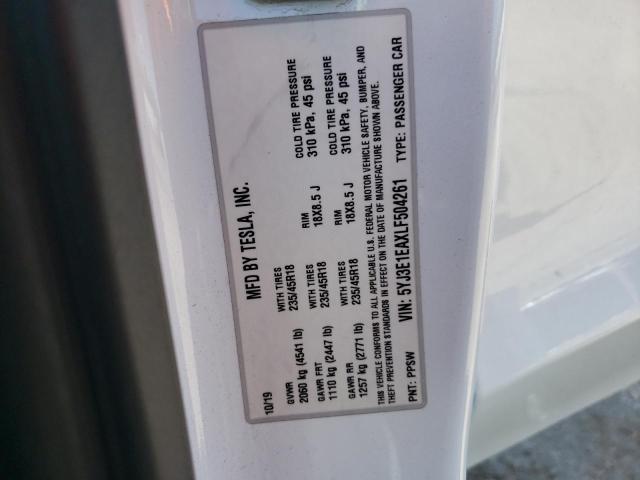 MFD BY TESLA, INC.
10/19
GVWR WITH TIRES RIM COLD TIRE PRESSURE
2060 kg (4541 lb) 235/45R18 18X8.5 J 310 kPa, 45 psi
GAWR FRT WITH TIRES RIM COLD TIRE PRESSURE
1110 kg (2447 lb) 235/45R18 18X8.5 J 310 kPa, 45 psi
GAWR RR WITH TIRES
1257 kg (2771 lb) 235/45R18
THIS VEHICLE CONFORMS TO ALL APPLICABLE U.S. FEDERAL MOTOR VEHICLE SAFETY, BUMPER, AND
THEFT PREVENTION STANDARDS IN EFFECT ON THE DATE OF MANUFACTURE SHOWN ABOVE.
PNT: PPSW VIN: 5YJ3E1EAXLF504261 TYPE: PASSENGER CAR